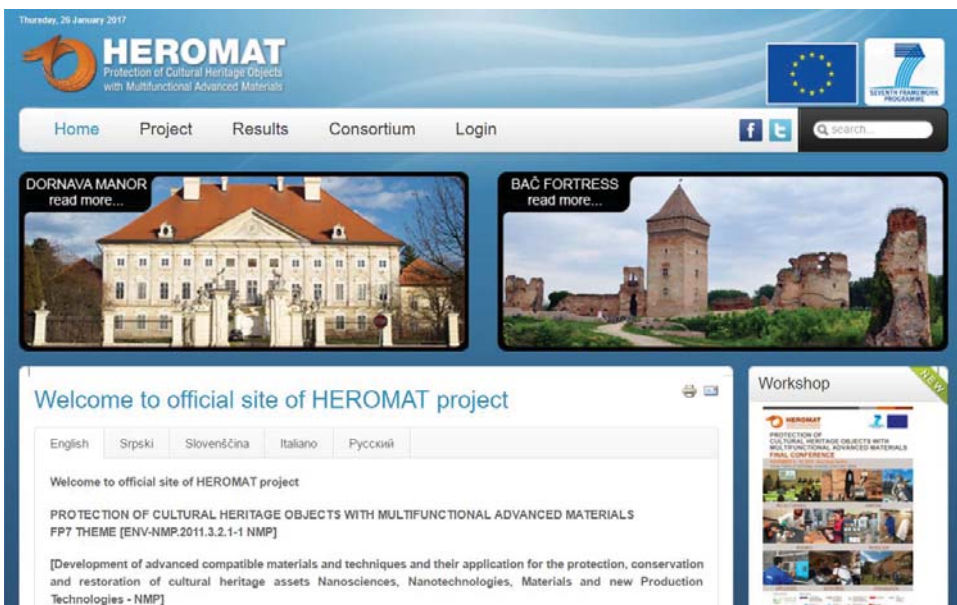 Thursday, 26 January 2017
HEROMAT
Protection of Cultural Heritage Objects
with Multifunctional Advanced Materials
SEVENTH FRAMEWORK
PROGRAMME
Home Project Results Consortium Login
search...
DORNAVA MANOR
read more...
BAČ FORTRESS
read more...
Welcome to official site of HEROMAT project
English Srpski Slovenščina Italiano Русский
Welcome to official site of HEROMAT project
PROTECTION OF CULTURAL HERITAGE OBJECTS WITH MULTIFUNCTIONAL ADVANCED MATERIALS
FP7 THEME [ENV-NMP.2011.3.2.1-1 NMP]
[Development of advanced compatible materials and techniques and their application for the protection, conservation
and restoration of cultural heritage assets Nanosciences, Nanotechnologies, Materials and new Production
Technologies - NMP]
Workshop
NEW
HEROMAT
PROTECTION OF
CULTURAL HERITAGE OBJECTS WITH
MULTIFUNCTIONAL ADVANCED MATERIALS
FINAL CONFERENCE